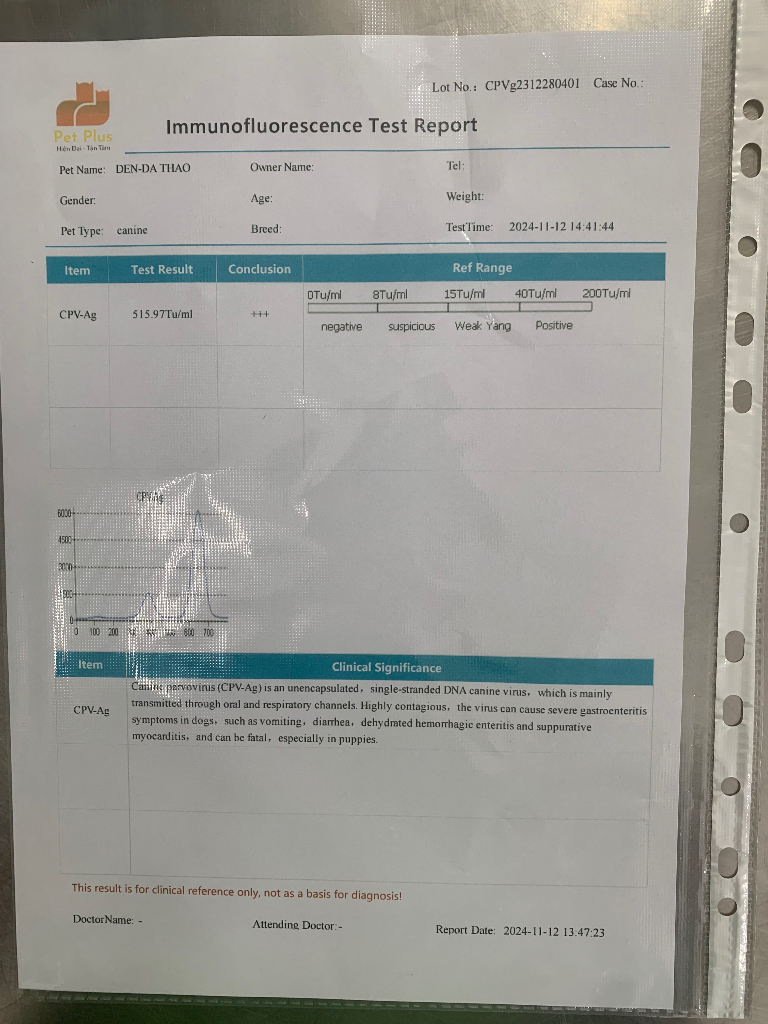 Lot No.: CPVg2312280401 Case No.:
Pet Plus
Hiện Đại - Tận Tâm
Immunofluorescence Test Report
Pet Name: DEN-DA THAO Owner Name: Tel:
Gender: Age: Weight:
Pet Type: canine Breed: TestTime: 2024-11-12 14:41:44
Item Test Result Conclusion Ref Range
0Tu/ml 8Tu/ml 15Tu/ml 40Tu/ml 200Tu/ml
CPV-Ag 515.97Tu/ml +++
negative suspicious Weak Yang Positive
CPV-Ag
6000
4500
3000
0
0 100 200 600 700
Item Clinical Significance
CPV-Ag
Canine parvovirus (CPV-Ag) is an unencapsulated, single-stranded DNA canine virus, which is mainly
transmitted through oral and respiratory channels. Highly contagious, the virus can cause severe gastroenteritis
symptoms in dogs, such as vomiting, diarrhea, dehydrated hemorrhagic enteritis and suppurative
myocarditis, and can be fatal, especially in puppies.
This result is for clinical reference only, not as a basis for diagnosis!
DoctorName: - Attending Doctor:- Report Date: 2024-11-12 13:47:23